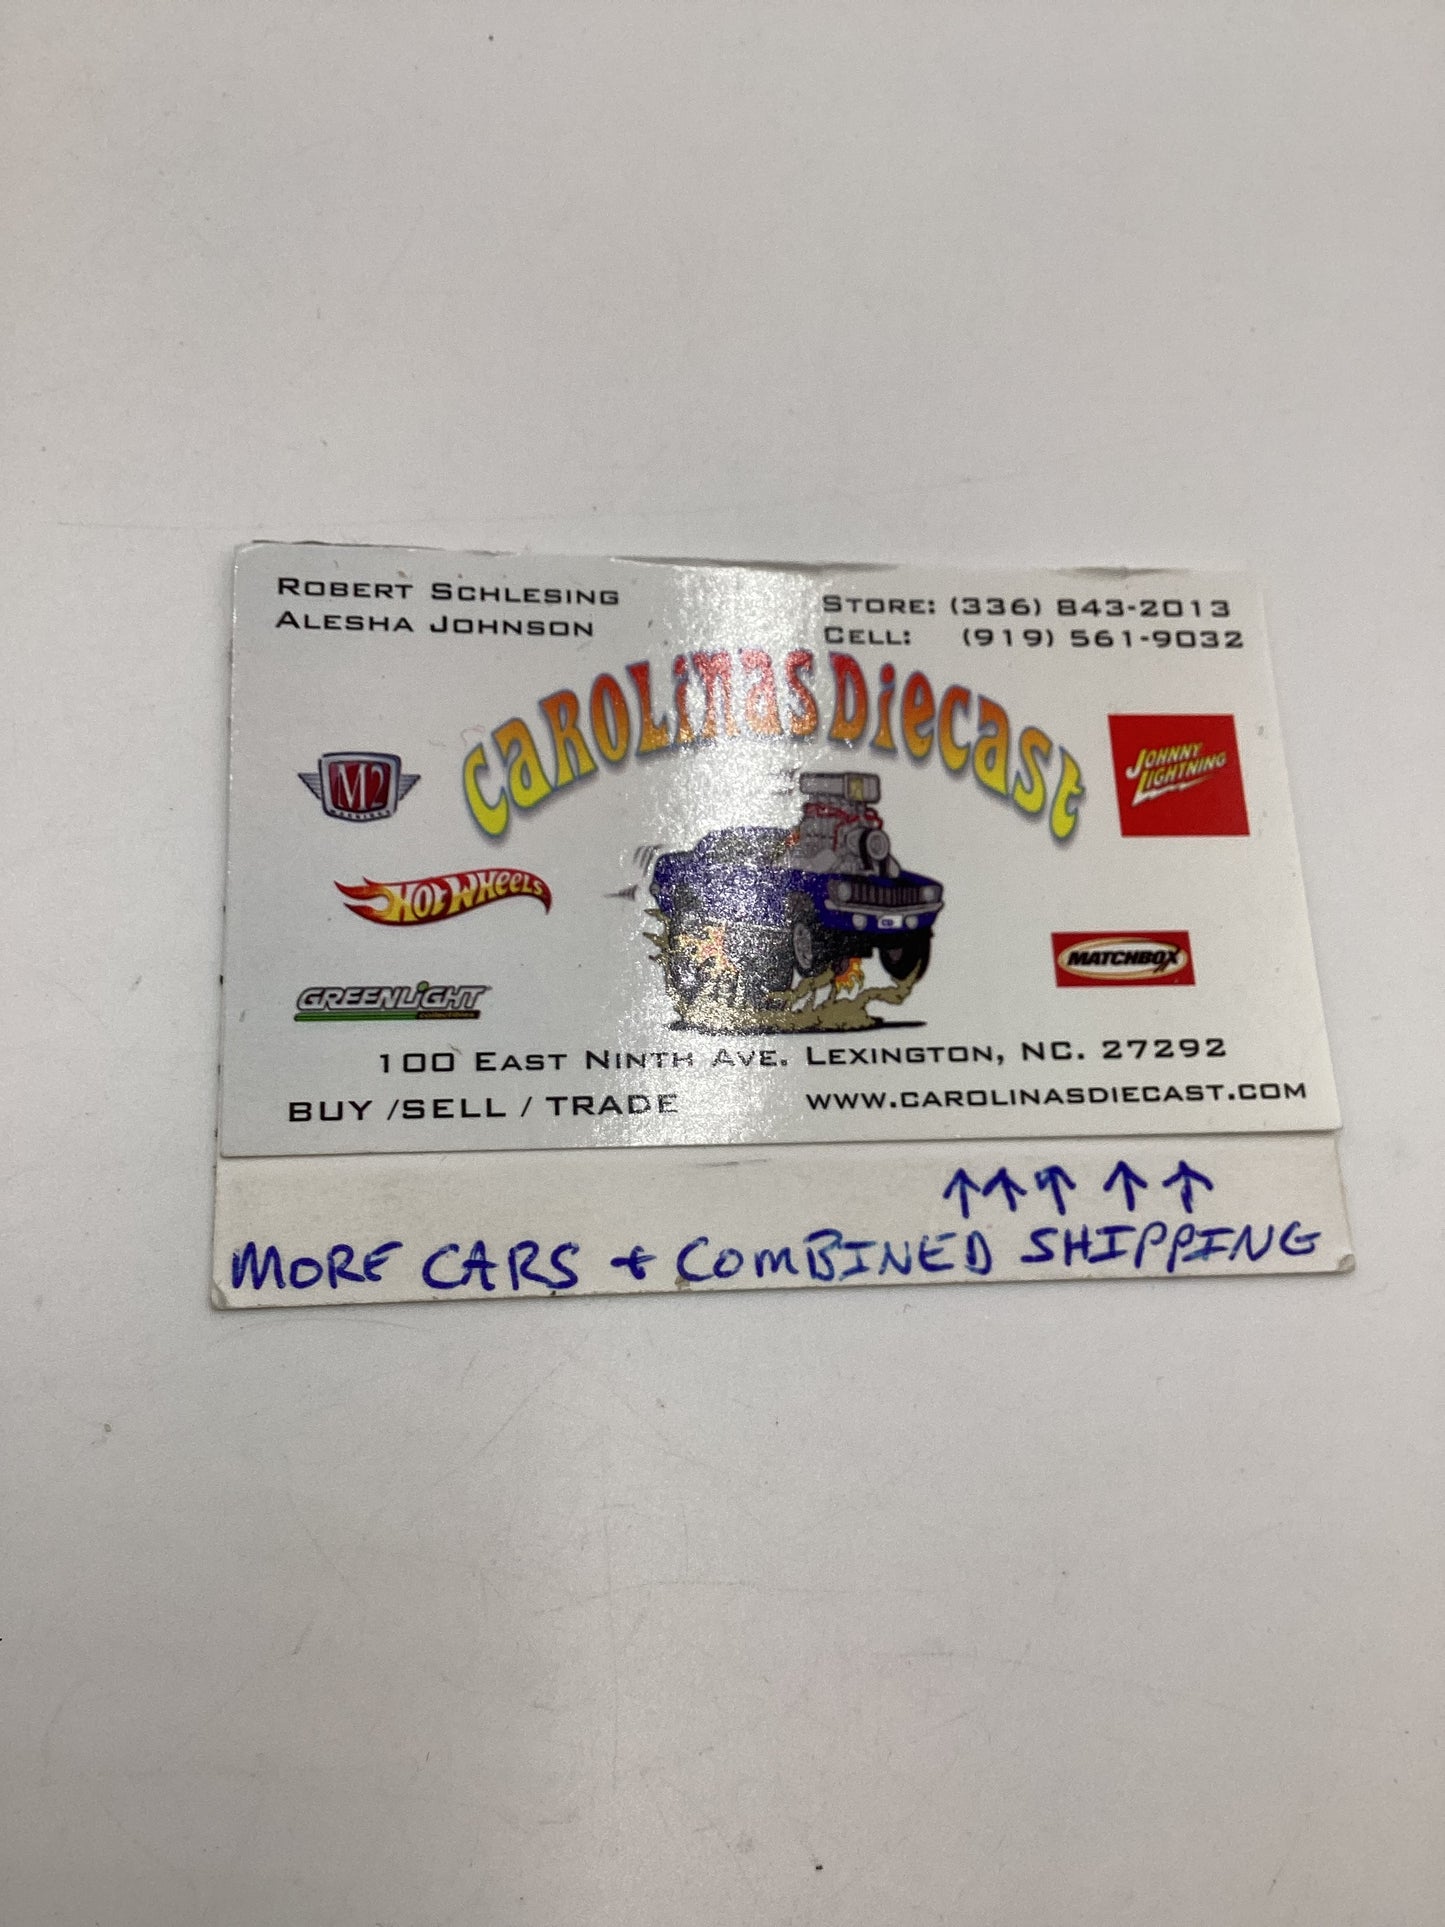 ROBERT SCHLESING
ALESHA JOHNSON
STORE: (336) 843-2013
CELL: (919) 561-9032
CAROLINAS DIECAST
M2
MACHINES
JOHNNY
LIGHTNING
HOT WHEELS
MATCHBOX
GREENLIGHT
collectibles
100 EAST NINTH AVE. LEXINGTON, NC. 27292
BUY /SELL / TRADE
WWW.CAROLINASDIECAST.COM
↑↑↑ ↑ ↑
MORE CARS + COMBINED SHIPPING